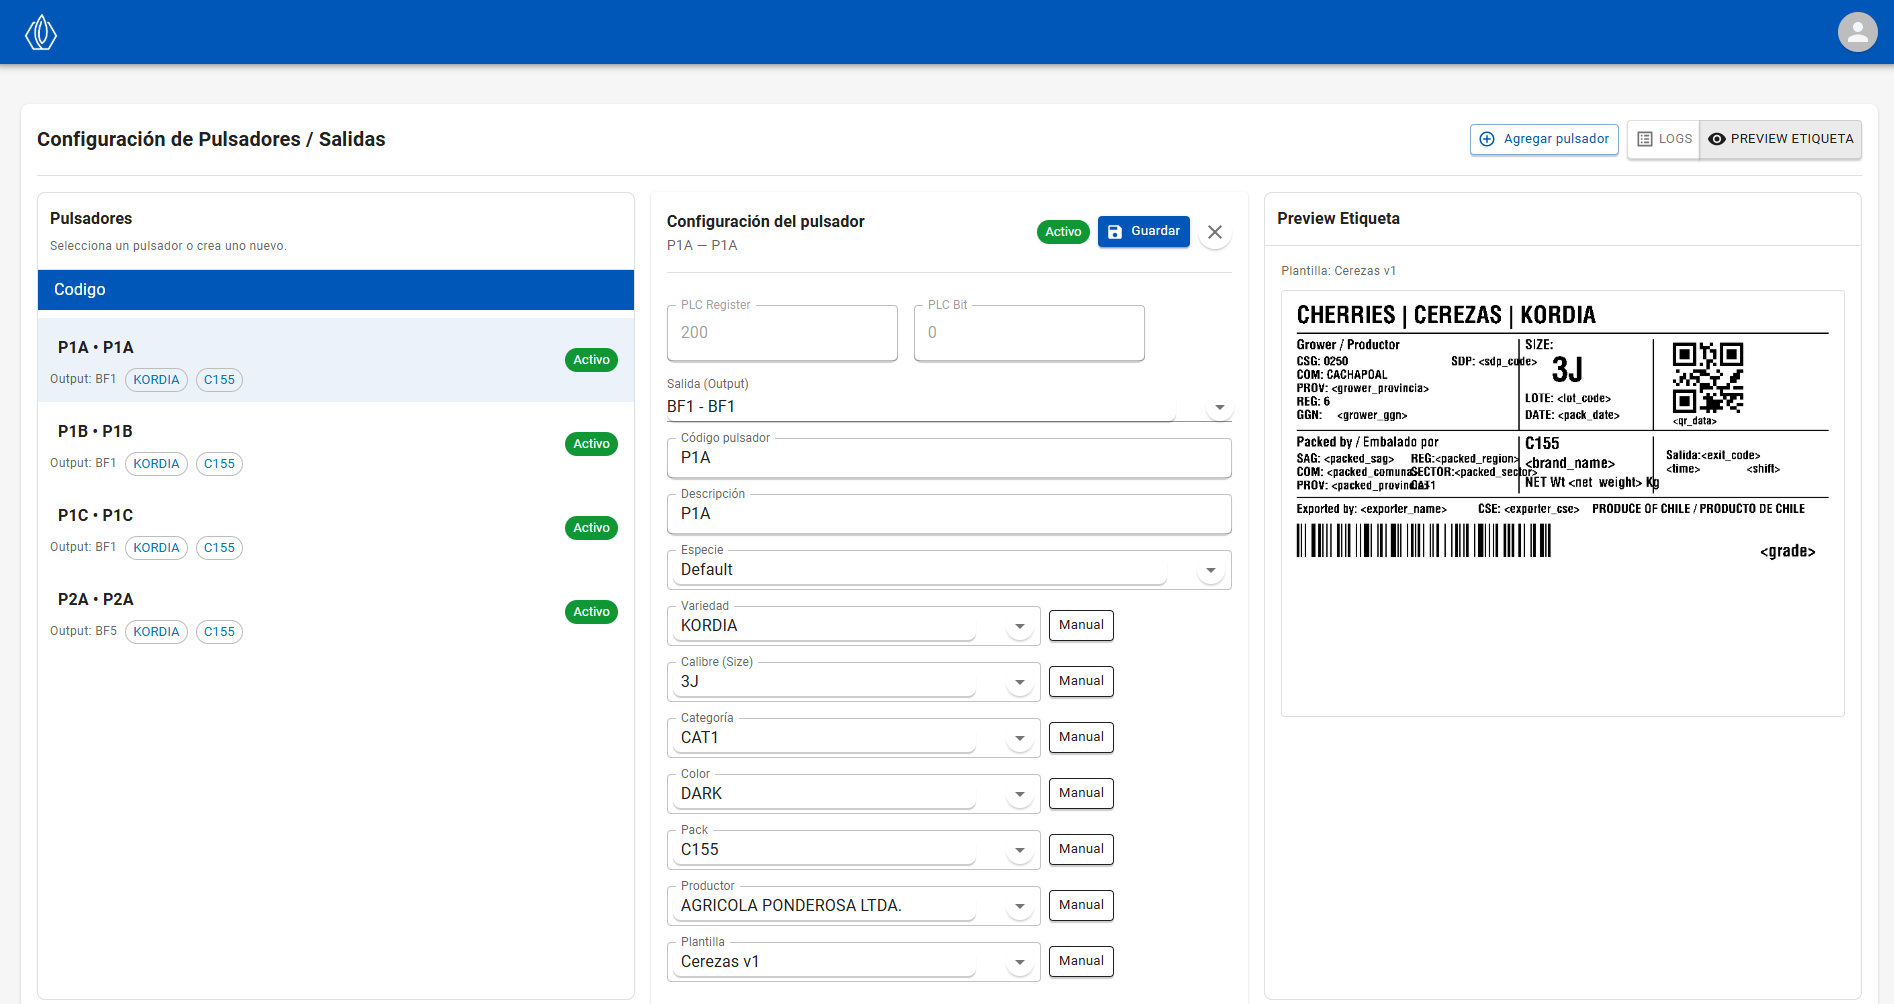 Configuración de Pulsadores / Salidas
Agregar pulsador
LOGS
PREVIEW ETIQUETA
Pulsadores
Selecciona un pulsador o crea uno nuevo.
Codigo
P1A • P1A
Output: BF1 KORDIA C155
Activo
P1B • P1B
Output: BF1 KORDIA C155
Activo
P1C • P1C
Output: BF1 KORDIA C155
Activo
P2A • P2A
Output: BF5 KORDIA C155
Activo
Configuración del pulsador
P1A — P1A
Activo
Guardar
PLC Register
200
PLC Bit
0
Salida (Output)
BF1 - BF1
Código pulsador
P1A
Descripción
P1A
Especie
Default
Variedad
KORDIA
Manual
Calibre (Size)
3J
Manual
Categoría
CAT1
Manual
Color
DARK
Manual
Pack
C155
Manual
Productor
AGRICOLA PONDEROSA LTDA.
Manual
Plantilla
Cerezas v1
Manual
Preview Etiqueta
Plantilla: Cerezas v1
CHERRIES | CEREZAS | KORDIA
Grower / Productor
CSG: 0250
SDP: <sdp_code>
COM: CACHAPOAL
PROV: <grower_provincia>
REG: 6
GGN: <grower_ggn>
SIZE:
3J
LOTE: <lot_code>
DATE: <pack_date>
<qr_data>
Packed by / Embalado por
SAG: <packed_sag> REG:<packed_region>
COM: <packed_comuna> SECTOR:<packed_sector>
PROV: <packed_provincia> CAT1
C155
<brand_name>
NET Wt <net_weight> Kg
Salida:<exit_code>
<time> <shift>
Exported by: <exporter_name> CSE: <exporter_cse> PRODUCE OF CHILE / PRODUCTO DE CHILE
<grade>